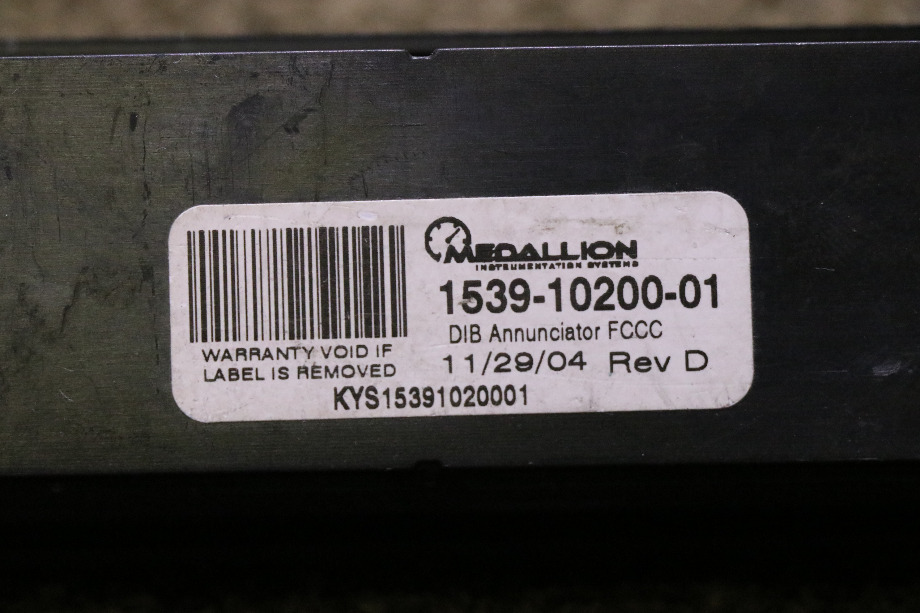 MEDALLION
INSTRUMENTATION SYSTEMS
1539-10200-01
DIB Annunciator FCCC
11/29/04 Rev D
WARRANTY VOID IF
LABEL IS REMOVED
KYS15391020001